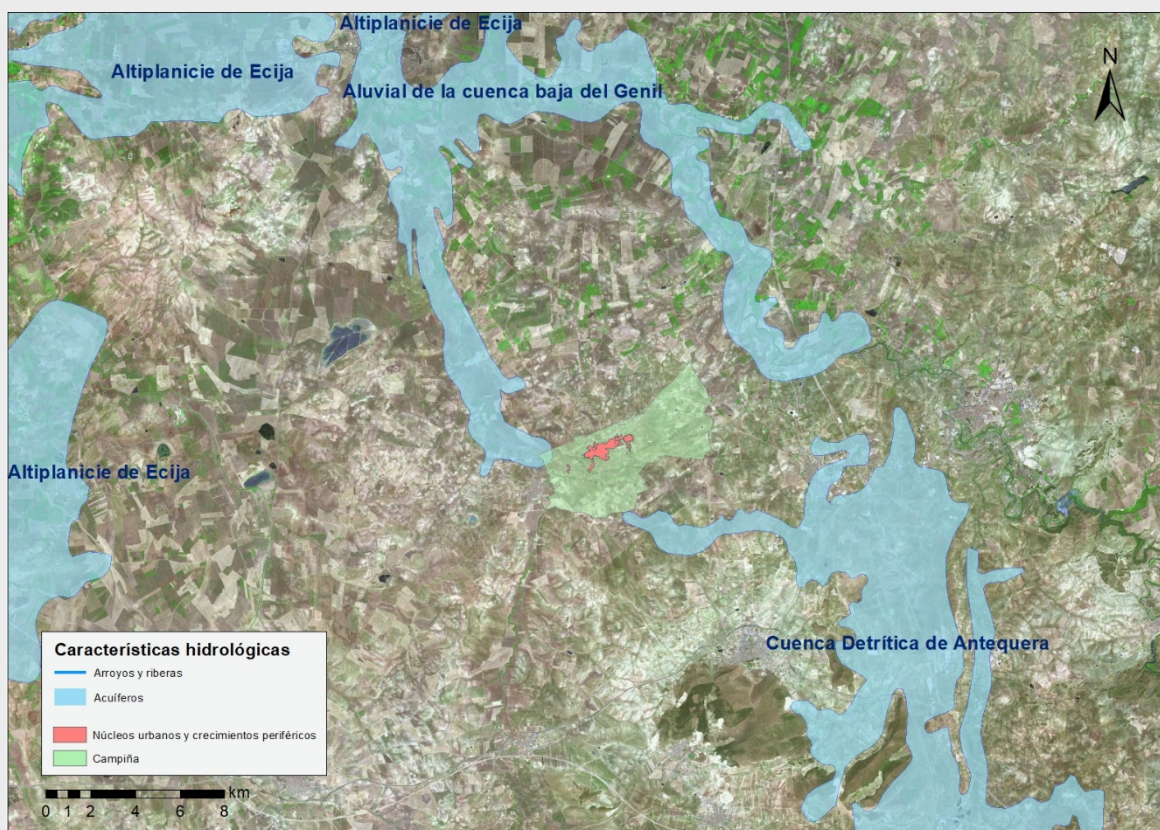 Altiplanicie de Ecija
Altiplanicie de Ecija
Aluvial de la cuenca baja del Genil
N
Altiplanicie de Ecija
Cuenca Detrítica de Antequera
Características hidrológicas
Arroyos y riberas
Acuíferos
Núcleos urbanos y crecimientos periféricos
Campiña
km
0 1 2 4 6 8